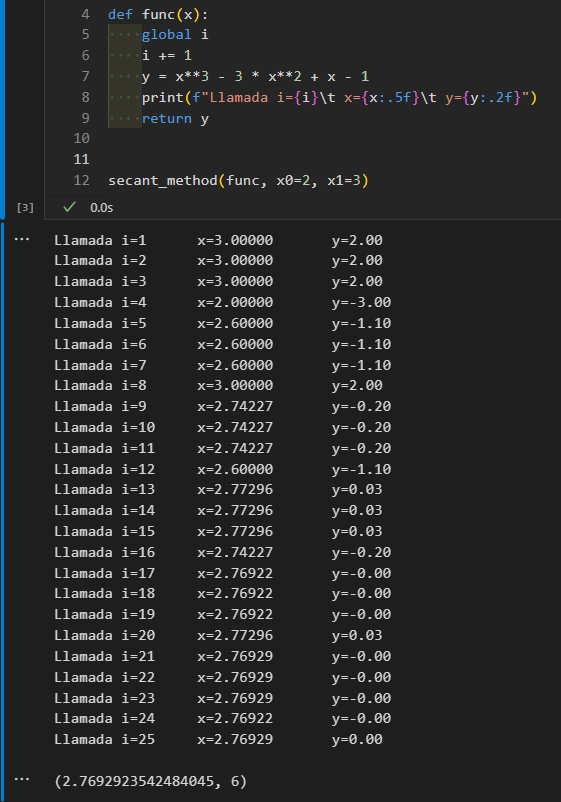 4 def func(x):
5     global i
6     i += 1
7     y = x**3 - 3 * x**2 + x - 1
8     print(f"Llamada i={i}\t x={x:.5f}\t y={y:.2f}")
9     return y
10
11
12 secant_method(func, x0=2, x1=3)
[3] ✓ 0.0s
... Llamada i=1 x=3.00000 y=2.00
Llamada i=2 x=3.00000 y=2.00
Llamada i=3 x=3.00000 y=2.00
Llamada i=4 x=2.00000 y=-3.00
Llamada i=5 x=2.60000 y=-1.10
Llamada i=6 x=2.60000 y=-1.10
Llamada i=7 x=2.60000 y=-1.10
Llamada i=8 x=3.00000 y=2.00
Llamada i=9 x=2.74227 y=-0.20
Llamada i=10 x=2.74227 y=-0.20
Llamada i=11 x=2.74227 y=-0.20
Llamada i=12 x=2.60000 y=-1.10
Llamada i=13 x=2.77296 y=0.03
Llamada i=14 x=2.77296 y=0.03
Llamada i=15 x=2.77296 y=0.03
Llamada i=16 x=2.74227 y=-0.20
Llamada i=17 x=2.76922 y=-0.00
Llamada i=18 x=2.76922 y=-0.00
Llamada i=19 x=2.76922 y=-0.00
Llamada i=20 x=2.77296 y=0.03
Llamada i=21 x=2.76929 y=-0.00
Llamada i=22 x=2.76929 y=-0.00
Llamada i=23 x=2.76929 y=-0.00
Llamada i=24 x=2.76922 y=-0.00
Llamada i=25 x=2.76929 y=0.00
... (2.7692923542484045, 6)